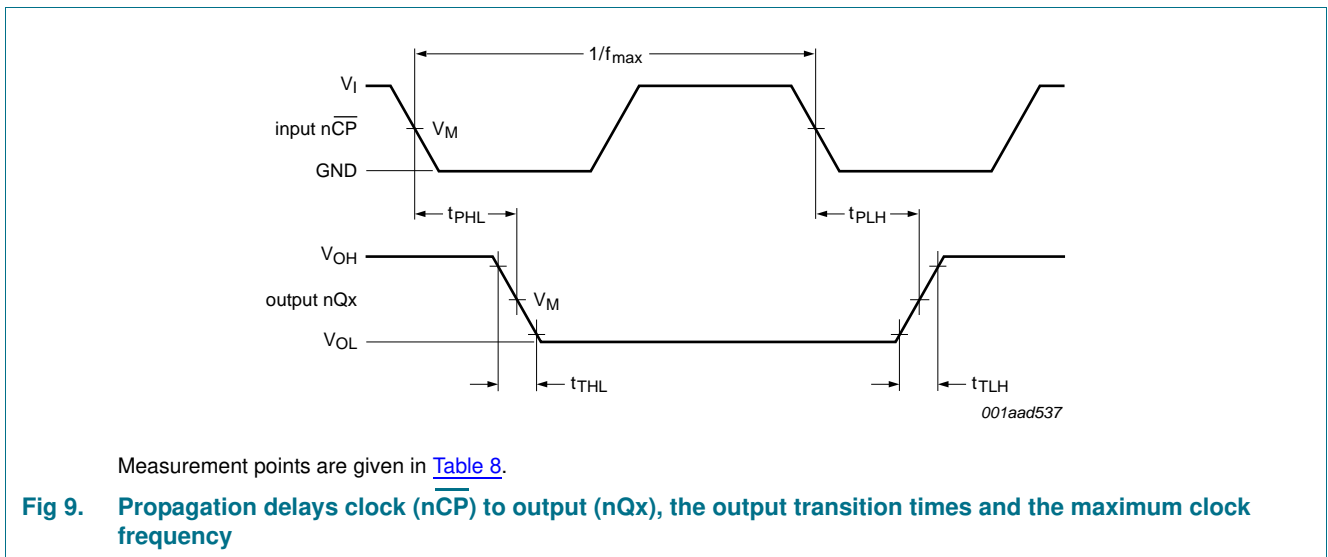 1/fmax
VI
input nC̅P̅
VM
GND
tPHL
tPLH
VOH
output nQx
VM
VOL
tTHL
tTLH
001aad537
Measurement points are given in Table 8.
Fig 9. Propagation delays clock (nC̅P̅) to output (nQx), the output transition times and the maximum clock
frequency